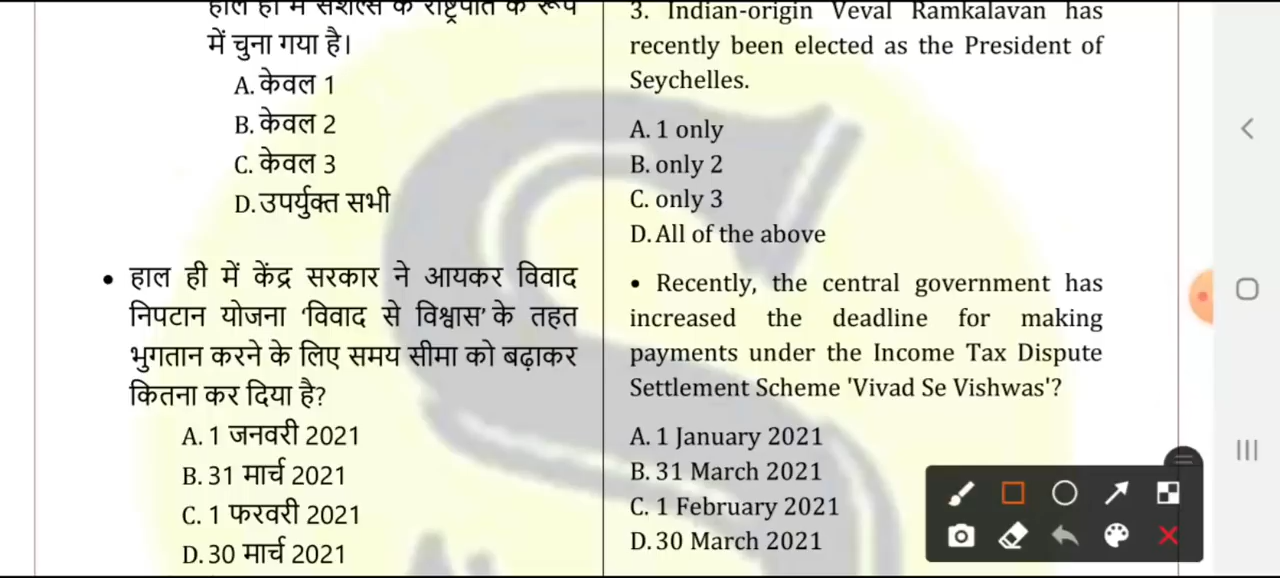 हाल ही में सेशेल्स के राष्ट्रपति के रूप
में चुना गया है।
A. केवल 1
B. केवल 2
C. केवल 3
D. उपर्युक्त सभी
• हाल ही में केंद्र सरकार ने आयकर विवाद
निपटान योजना ‘विवाद से विश्वास’ के तहत
भुगतान करने के लिए समय सीमा को बढ़ाकर
कितना कर दिया है?
A. 1 जनवरी 2021
B. 31 मार्च 2021
C. 1 फरवरी 2021
D. 30 मार्च 2021
3. Indian-origin Veval Ramkalavan has
recently been elected as the President of
Seychelles.
A. 1 only
B. only 2
C. only 3
D. All of the above
• Recently, the central government has
increased the deadline for making
payments under the Income Tax Dispute
Settlement Scheme 'Vivad Se Vishwas'?
A. 1 January 2021
B. 31 March 2021
C. 1 February 2021
D. 30 March 2021